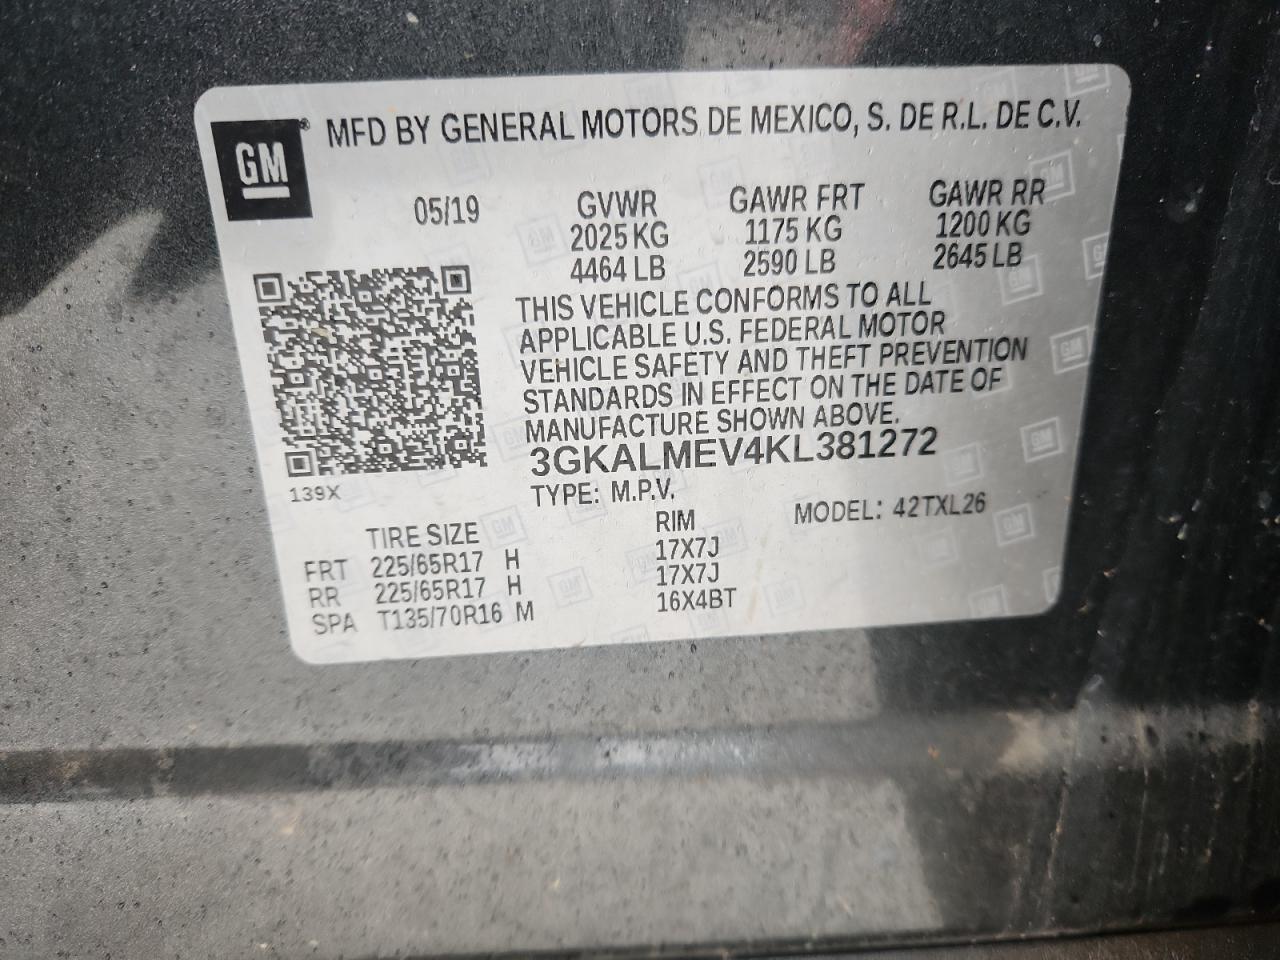 GM
MFD BY GENERAL MOTORS DE MEXICO, S. DE R.L. DE C.V.
05/19 GVWR GAWR FRT GAWR RR
2025 KG 1175 KG 1200 KG
4464 LB 2590 LB 2645 LB
THIS VEHICLE CONFORMS TO ALL
APPLICABLE U.S. FEDERAL MOTOR
VEHICLE SAFETY AND THEFT PREVENTION
STANDARDS IN EFFECT ON THE DATE OF
MANUFACTURE SHOWN ABOVE.
3GKALMEV4KL381272
139X
TYPE: M.P.V. MODEL: 42TXL26
TIRE SIZE RIM
FRT 225/65R17 H 17X7J
RR 225/65R17 H 17X7J
SPA T135/70R16 M 16X4BT